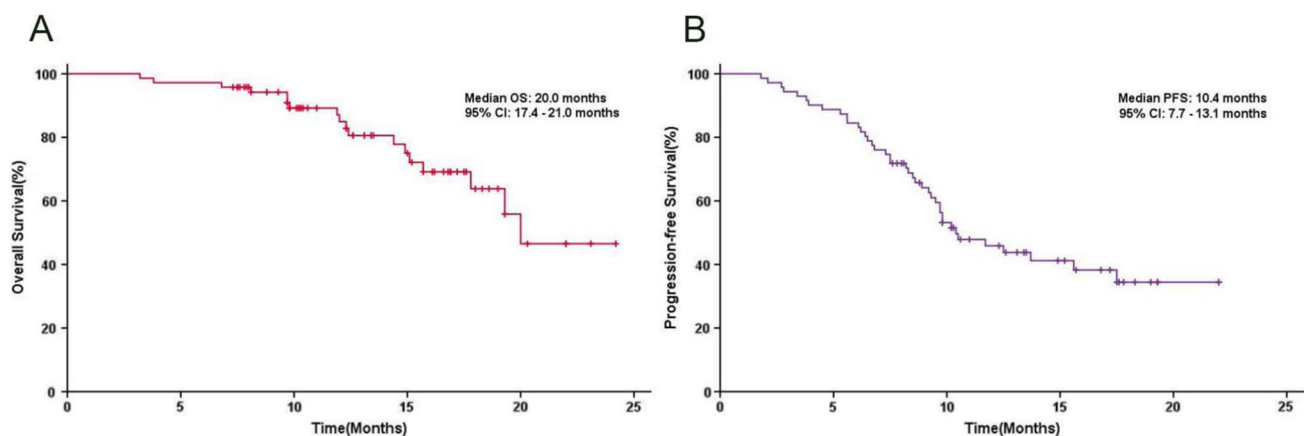 A
Overall Survival(%)
100
80
60
40
20
0
0 5 10 15 20 25
Time(Months)
Median OS: 20.0 months
95% CI: 17.4 - 21.0 months
B
Progression-free Survival(%)
100
80
60
40
20
0
0 5 10 15 20 25
Time(Months)
Median PFS: 10.4 months
95% CI: 7.7 - 13.1 months